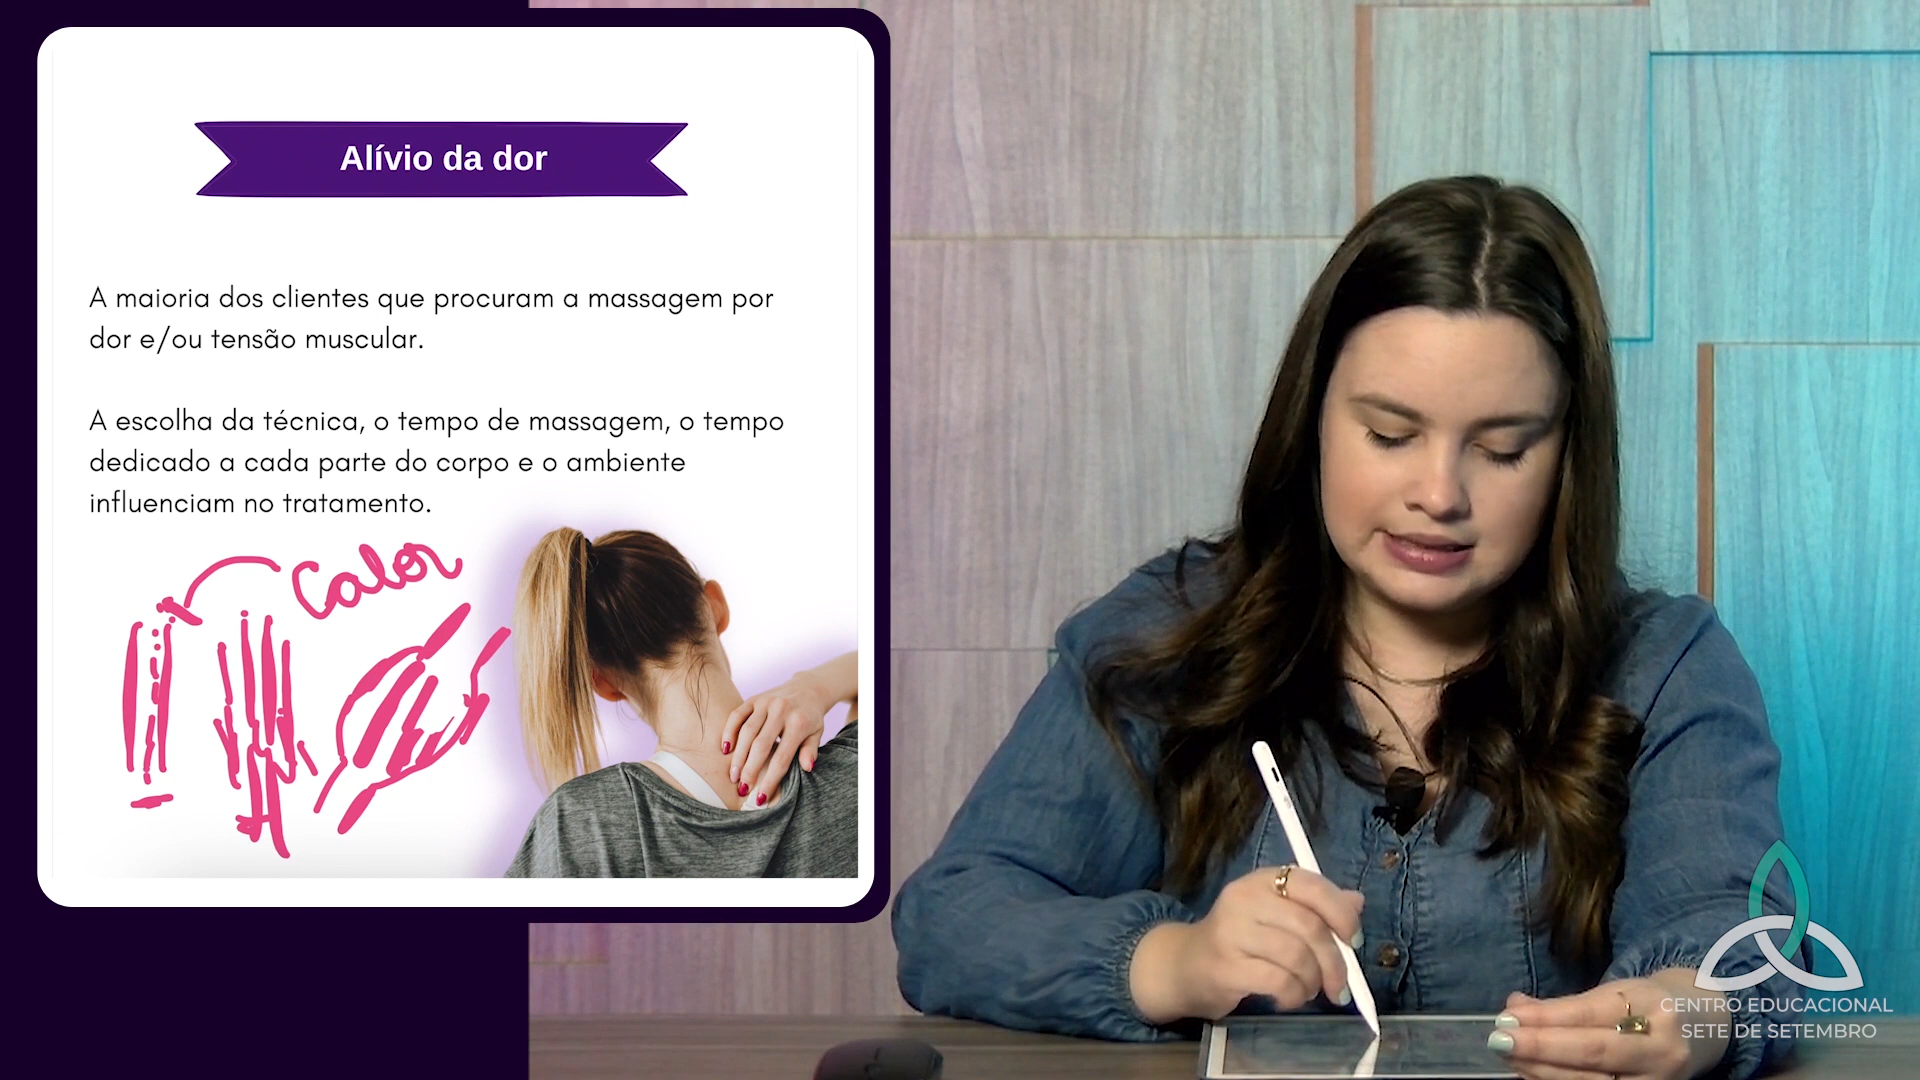 Alívio da dor
A maioria dos clientes que procuram a massagem por
dor e/ou tensão muscular.
A escolha da técnica, o tempo de massagem, o tempo
dedicado a cada parte do corpo e o ambiente
influenciam no tratamento.
Calor
CENTRO EDUCACIONAL
SETE DE SETEMBRO